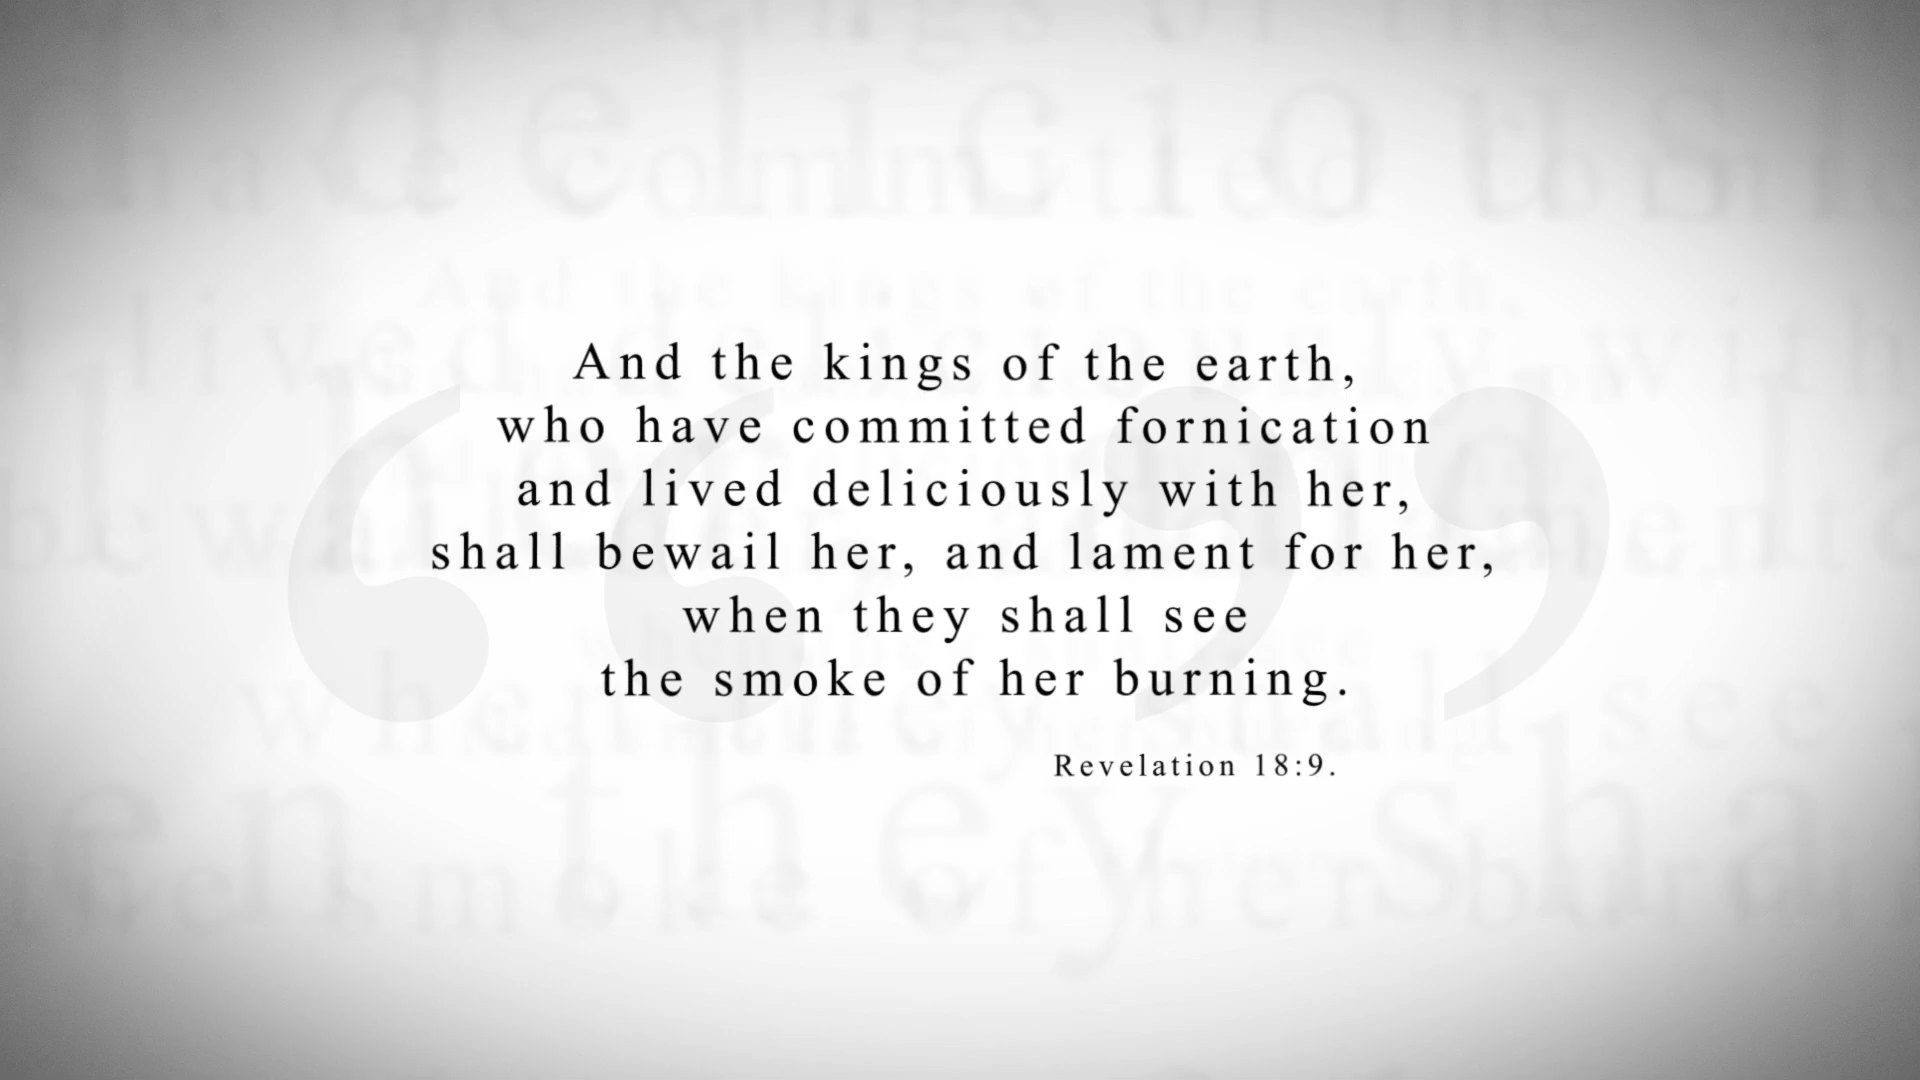 And the kings of the earth,
who have committed fornication
and lived deliciously with her,
shall bewail her, and lament for her,
when they shall see
the smoke of her burning.
Revelation 18:9.